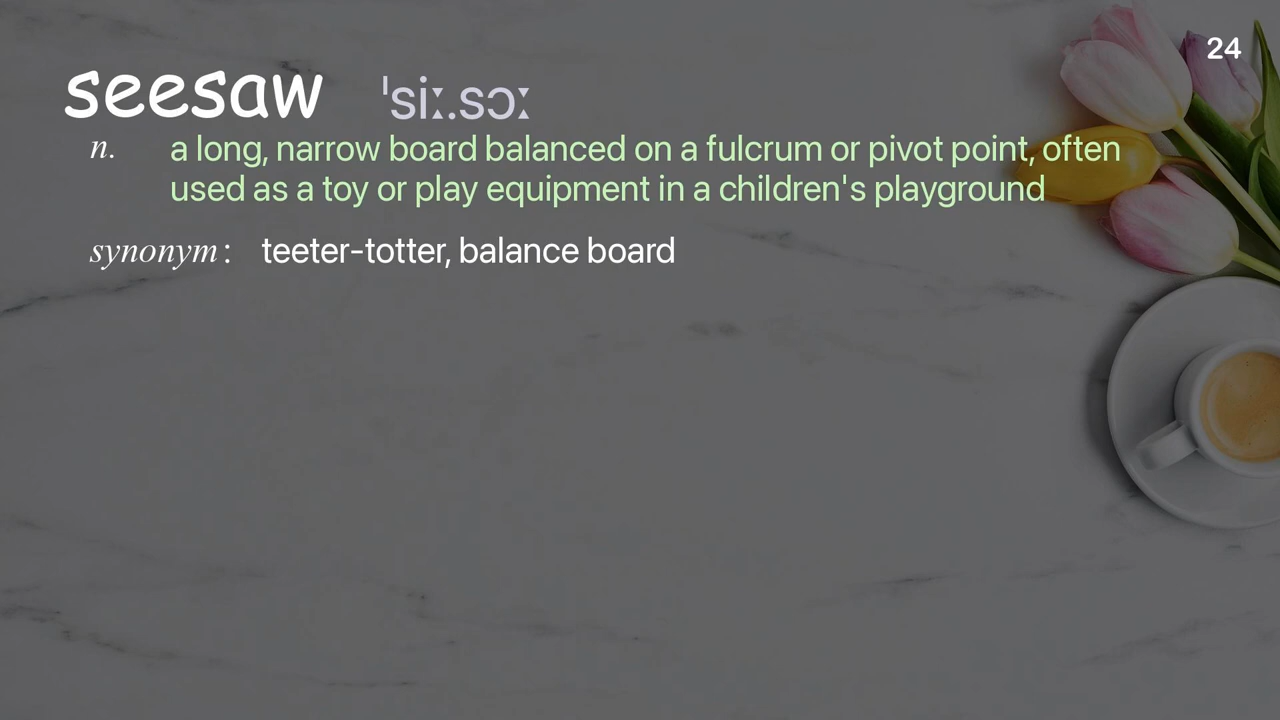 24
seesaw ˈsiː.sɔː
n. a long, narrow board balanced on a fulcrum or pivot point, often
used as a toy or play equipment in a children's playground
synonym: teeter-totter, balance board